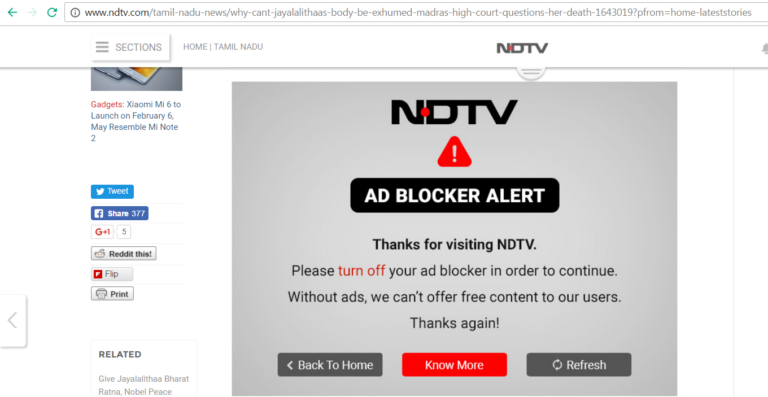 www.ndtv.com/tamil-nadu-news/why-cant-jayalalithaas-body-be-exhumed-madras-high-court-questions-her-death-1643019?pfrom=home-lateststories
SECTIONS
HOME | TAMIL NADU
NDTV
Gadgets: Xiaomi Mi 6 to
Launch on February 6,
May Resemble Mi Note
2
Tweet
Share 377
G+1 5
Reddit this!
Flip
Print
RELATED
Give Jayalalithaa Bharat
Ratna, Nobel Peace
NDTV
AD BLOCKER ALERT
Thanks for visiting NDTV.
Please turn off your ad blocker in order to continue.
Without ads, we can't offer free content to our users.
Thanks again!
Back To Home
Know More
Refresh